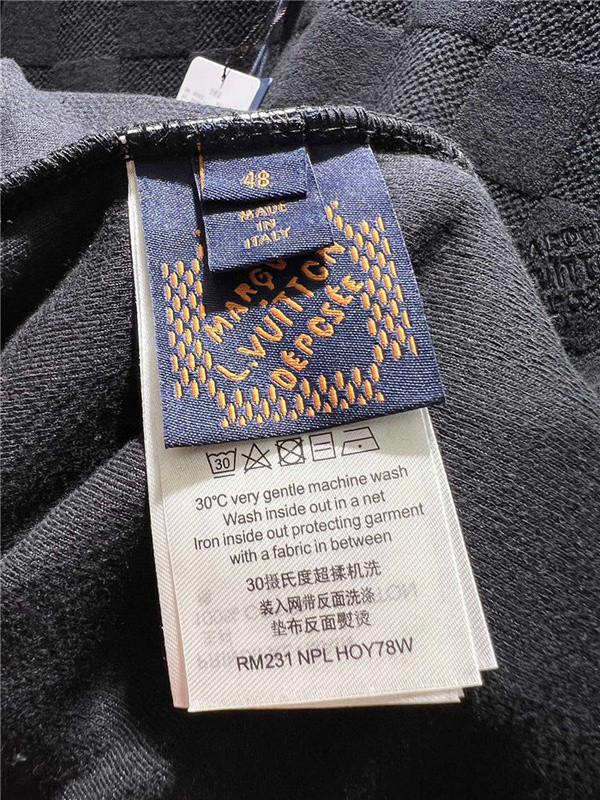 48
MADE
IN
ITALY
MARQU
L.VUITTON
DÉPOSÉE
30
30℃ very gentle machine wash
Wash inside out in a net
Iron inside out protecting garment
with a fabric in between
30摄氏度超揉机洗
装入网带反面洗涤
垫布反面熨烫
RM231 NPL HOY78W